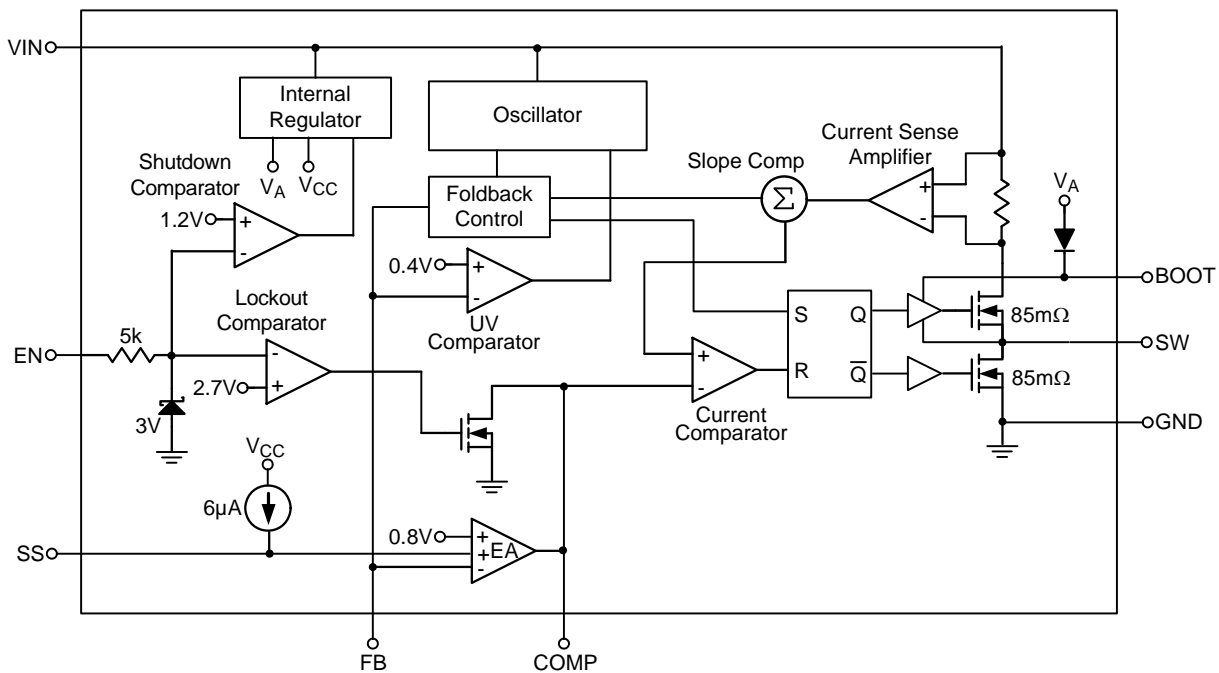 VIN
Internal
Regulator
Oscillator
Current Sense
Amplifier
Shutdown
Comparator
VA
VCC
Slope Comp
Foldback
Control
Σ
+
-
VA
1.2V
+
-
0.4V
+
-
BOOT
Lockout
Comparator
UV
Comparator
S
Q
85mΩ
5k
EN
-
+
2.7V
+
-
R
Q̅
SW
85mΩ
3V
Current
Comparator
GND
VCC
6µA
0.8V
+
+
-
EA
SS
FB
COMP